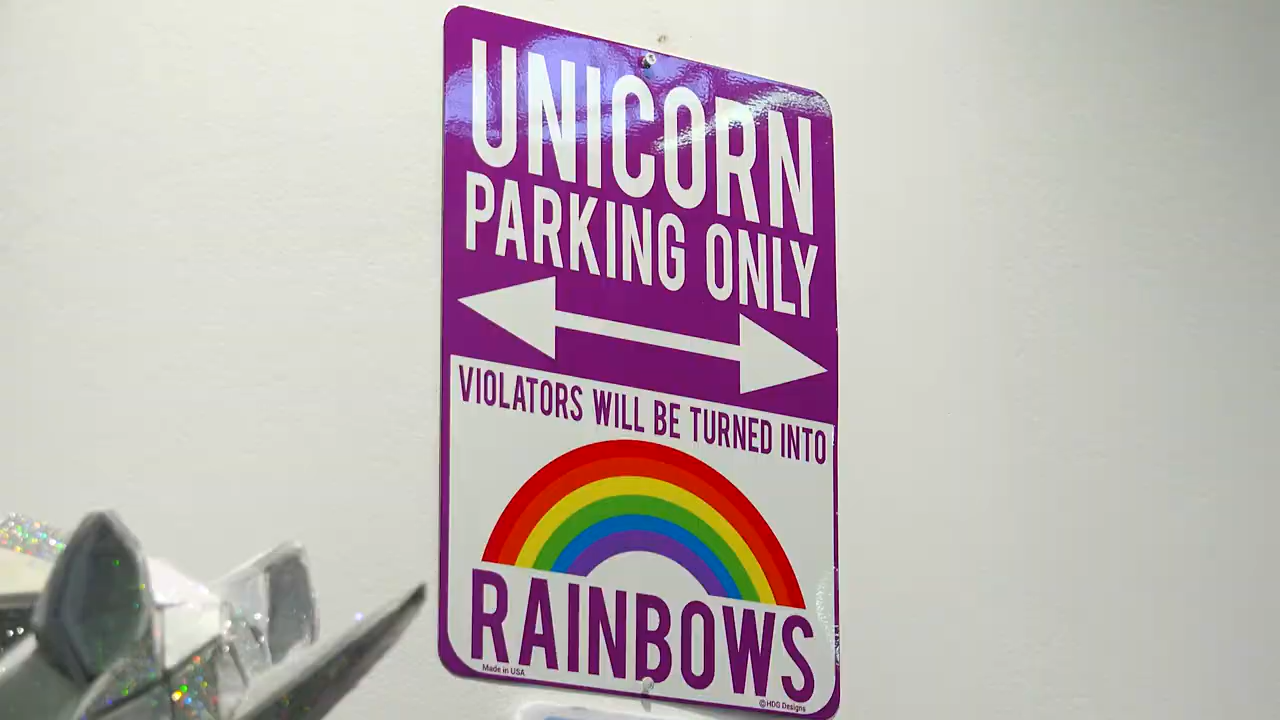 UNICORN
PARKING ONLY
VIOLATORS WILL BE TURNED INTO
RAINBOWS
Made in USA
©HDG Designs